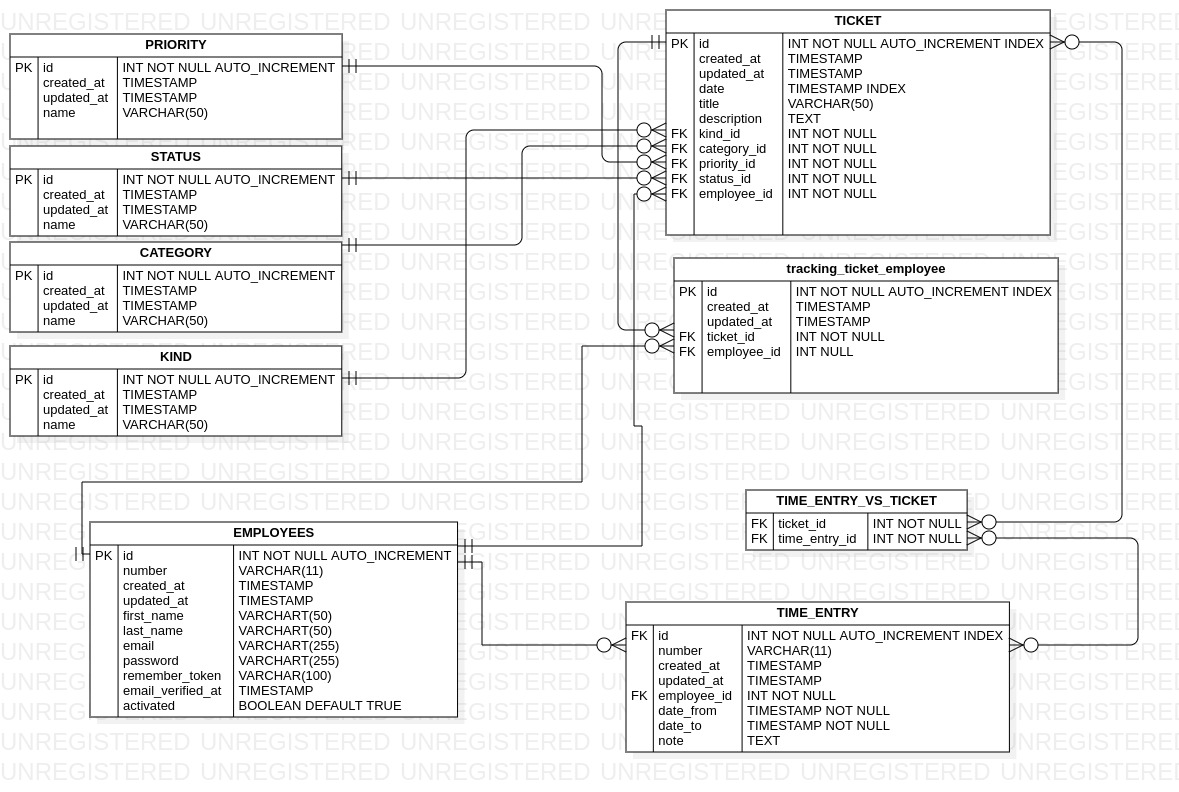 PRIORITY
PK id INT NOT NULL AUTO_INCREMENT
created_at TIMESTAMP
updated_at TIMESTAMP
name VARCHAR(50)
STATUS
PK id INT NOT NULL AUTO_INCREMENT
created_at TIMESTAMP
updated_at TIMESTAMP
name VARCHAR(50)
CATEGORY
PK id INT NOT NULL AUTO_INCREMENT
created_at TIMESTAMP
updated_at TIMESTAMP
name VARCHAR(50)
KIND
PK id INT NOT NULL AUTO_INCREMENT
created_at TIMESTAMP
updated_at TIMESTAMP
name VARCHAR(50)
TICKET
PK id INT NOT NULL AUTO_INCREMENT INDEX
created_at TIMESTAMP
updated_at TIMESTAMP
date TIMESTAMP INDEX
title VARCHAR(50)
description TEXT
FK kind_id INT NOT NULL
FK category_id INT NOT NULL
FK priority_id INT NOT NULL
FK status_id INT NOT NULL
FK employee_id INT NOT NULL
tracking_ticket_employee
PK id INT NOT NULL AUTO_INCREMENT INDEX
created_at TIMESTAMP
updated_at TIMESTAMP
FK ticket_id INT NOT NULL
FK employee_id INT NULL
TIME_ENTRY_VS_TICKET
FK ticket_id INT NOT NULL
FK time_entry_id INT NOT NULL
EMPLOYEES
PK id INT NOT NULL AUTO_INCREMENT
number VARCHAR(11)
created_at TIMESTAMP
updated_at TIMESTAMP
first_name VARCHART(50)
last_name VARCHART(50)
email VARCHART(255)
password VARCHART(255)
remember_token VARCHAR(100)
email_verified_at TIMESTAMP
activated BOOLEAN DEFAULT TRUE
TIME_ENTRY
FK id INT NOT NULL AUTO_INCREMENT INDEX
number VARCHAR(11)
created_at TIMESTAMP
updated_at TIMESTAMP
FK employee_id INT NOT NULL
date_from TIMESTAMP NOT NULL
date_to TIMESTAMP NOT NULL
note TEXT
UNREGISTERED UNREGISTERED UNREGISTERED UNREGISTERED UNREGISTERED UNREGISTERED